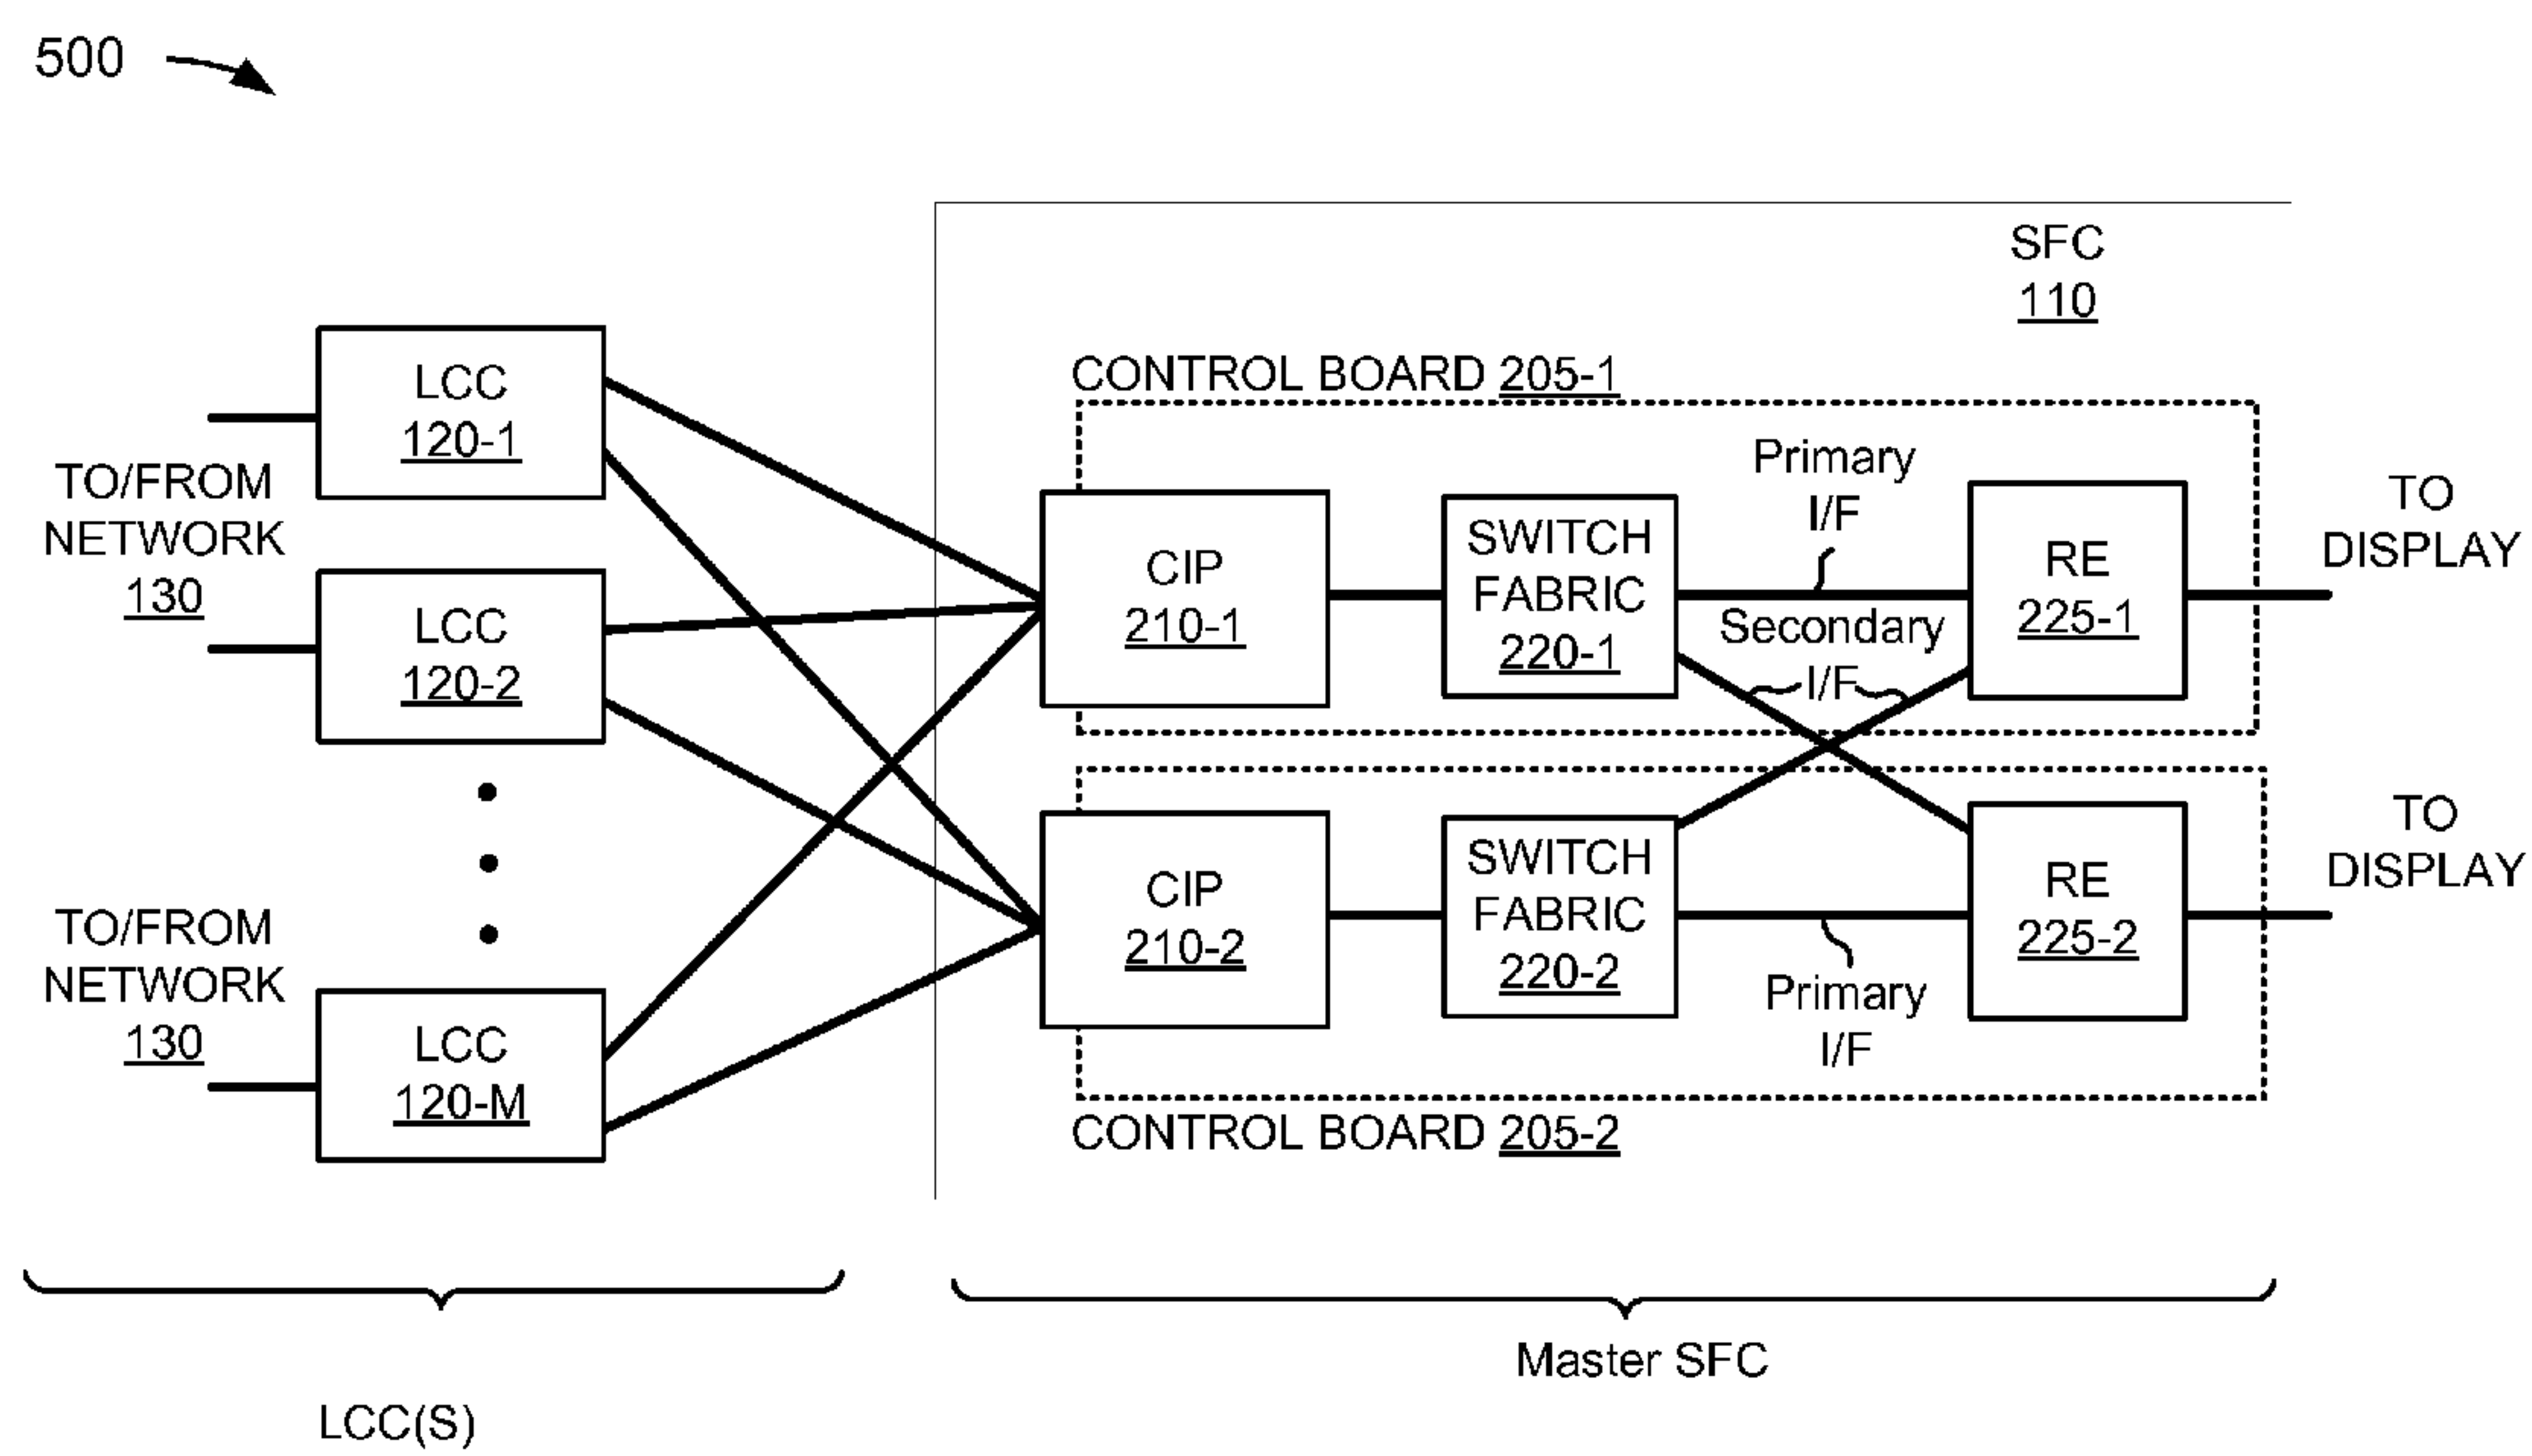 500
SFC
110
LCC
120-1
TO/FROM
NETWORK
130
LCC
120-2
TO/FROM
NETWORK
130
LCC
120-M
CONTROL BOARD 205-1
CIP
210-1
SWITCH
FABRIC
220-1
Primary
I/F
Secondary
I/F
RE
225-1
TO
DISPLAY
CIP
210-2
SWITCH
FABRIC
220-2
Primary
I/F
RE
225-2
TO
DISPLAY
CONTROL BOARD 205-2
LCC(S)
Master SFC